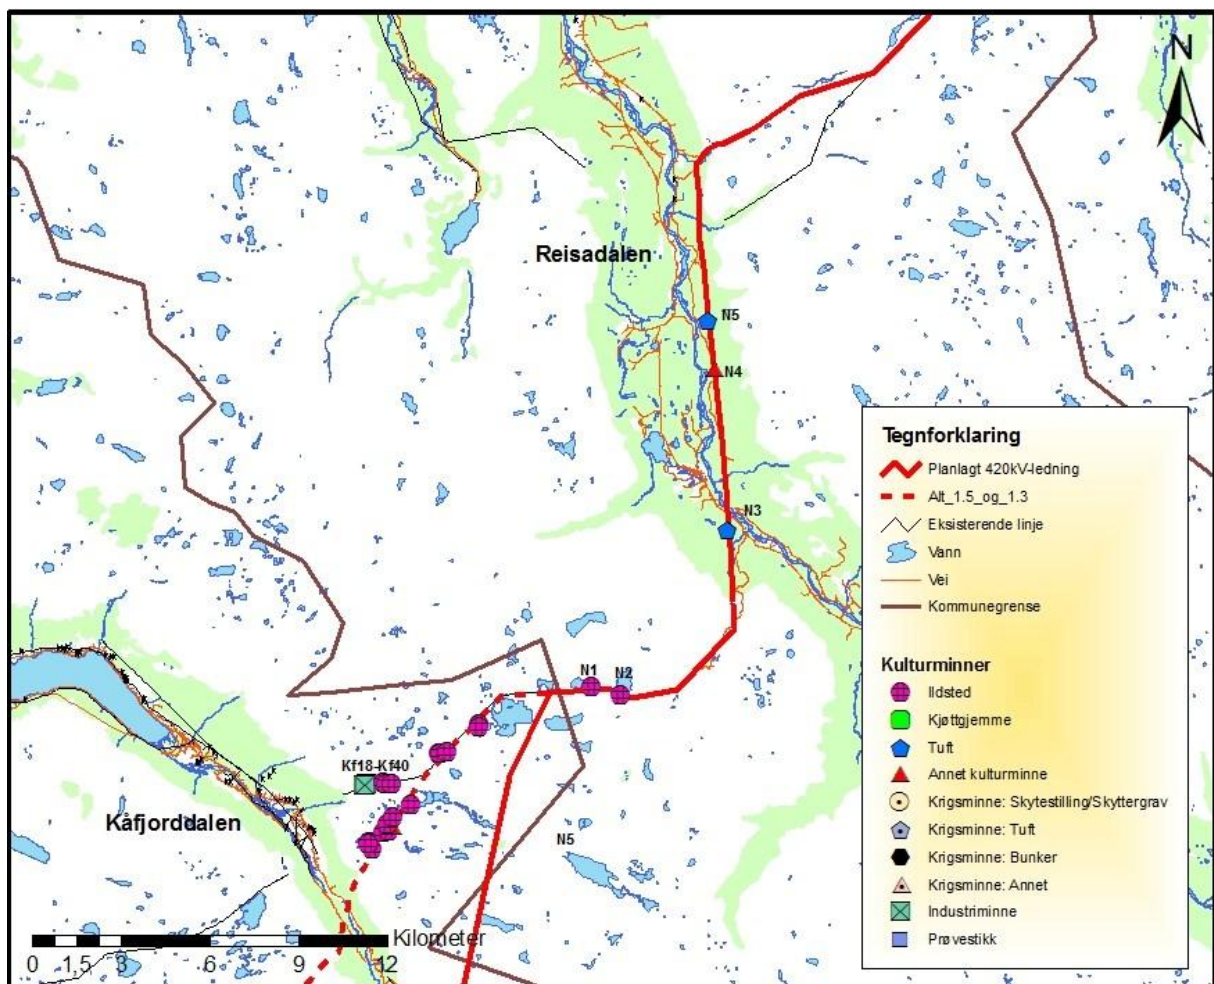 N
Reisadalen
N5
N4
N3
N1
N2
Kf18-Kf40
Kåfjorddalen
N5
Kilometer
0 1,5 3 6 9 12
Tegnforklaring
Planlagt 420kV-ledning
Alt_1.5_og_1.3
Eksisterende linje
Vann
Vei
Kommunegrense
Kulturminner
Ildsted
Kjøttgjemme
Tuft
Annet kulturminne
Krigsminne: Skytestilling/Skyttergrav
Krigsminne: Tuft
Krigsminne: Bunker
Krigsminne: Annet
Industriminne
Prøvestikk